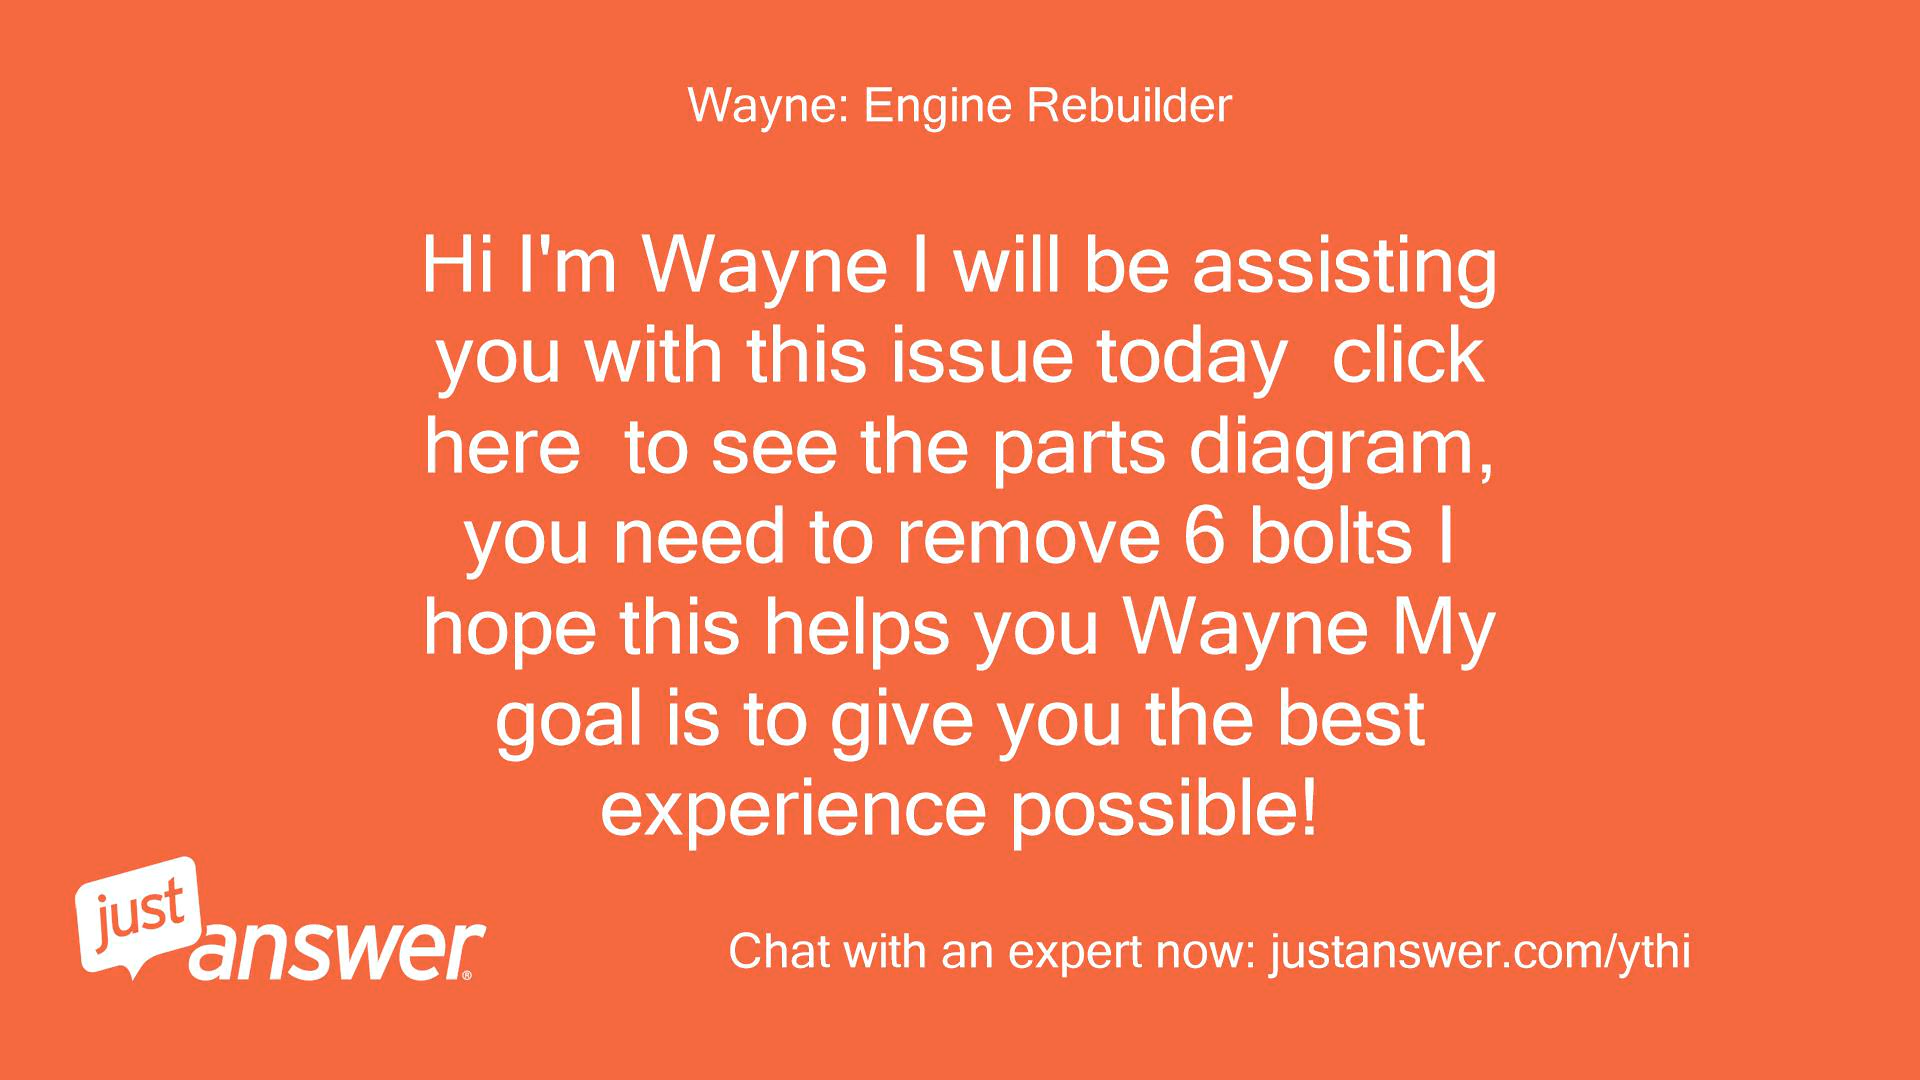 Wayne: Engine Rebuilder
Hi I'm Wayne I will be assisting
you with this issue today  click
here  to see the parts diagram,
you need to remove 6 bolts I
hope this helps you Wayne My
goal is to give you the best
experience possible!
just
answer®
Chat with an expert now: justanswer.com/ythi